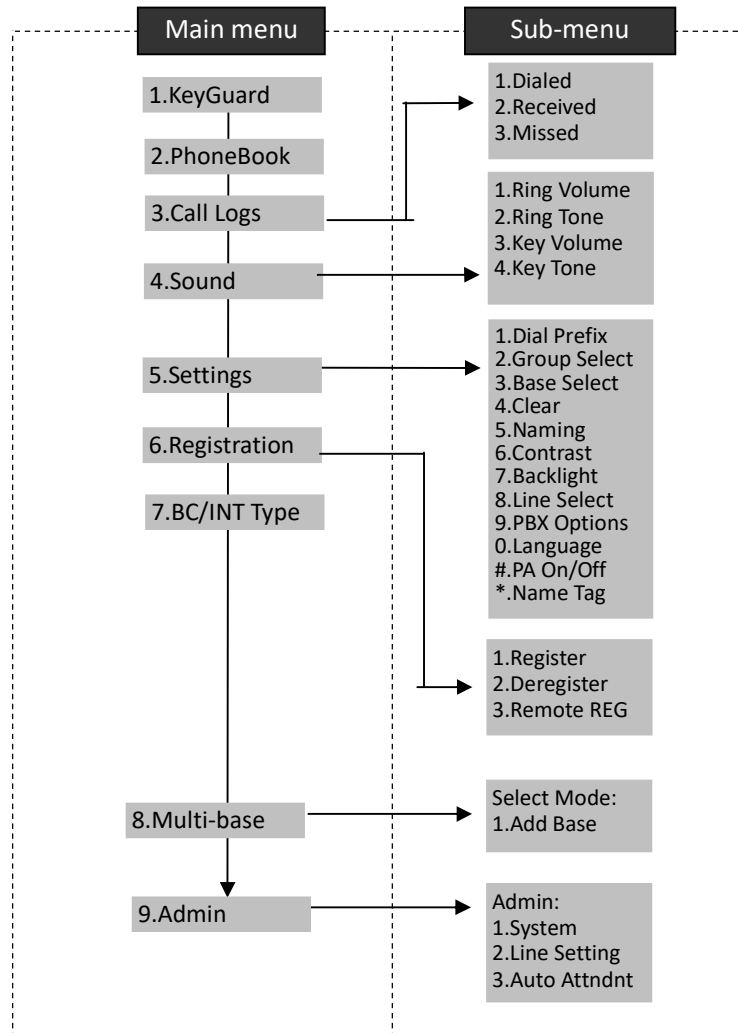 Main menu
1.KeyGuard
2.PhoneBook
3.Call Logs
4.Sound
5.Settings
6.Registration
7.BC/INT Type
8.Multi-base
9.Admin
Sub-menu
1.Dialed
2.Received
3.Missed
1.Ring Volume
2.Ring Tone
3.Key Volume
4.Key Tone
1.Dial Prefix
2.Group Select
3.Base Select
4.Clear
5.Naming
6.Contrast
7.Backlight
8.Line Select
9.PBX Options
0.Language
#.PA On/Off
*.Name Tag
1.Register
2.Deregister
3.Remote REG
Select Mode:
1.Add Base
Admin:
1.System
2.Line Setting
3.Auto Attndnt